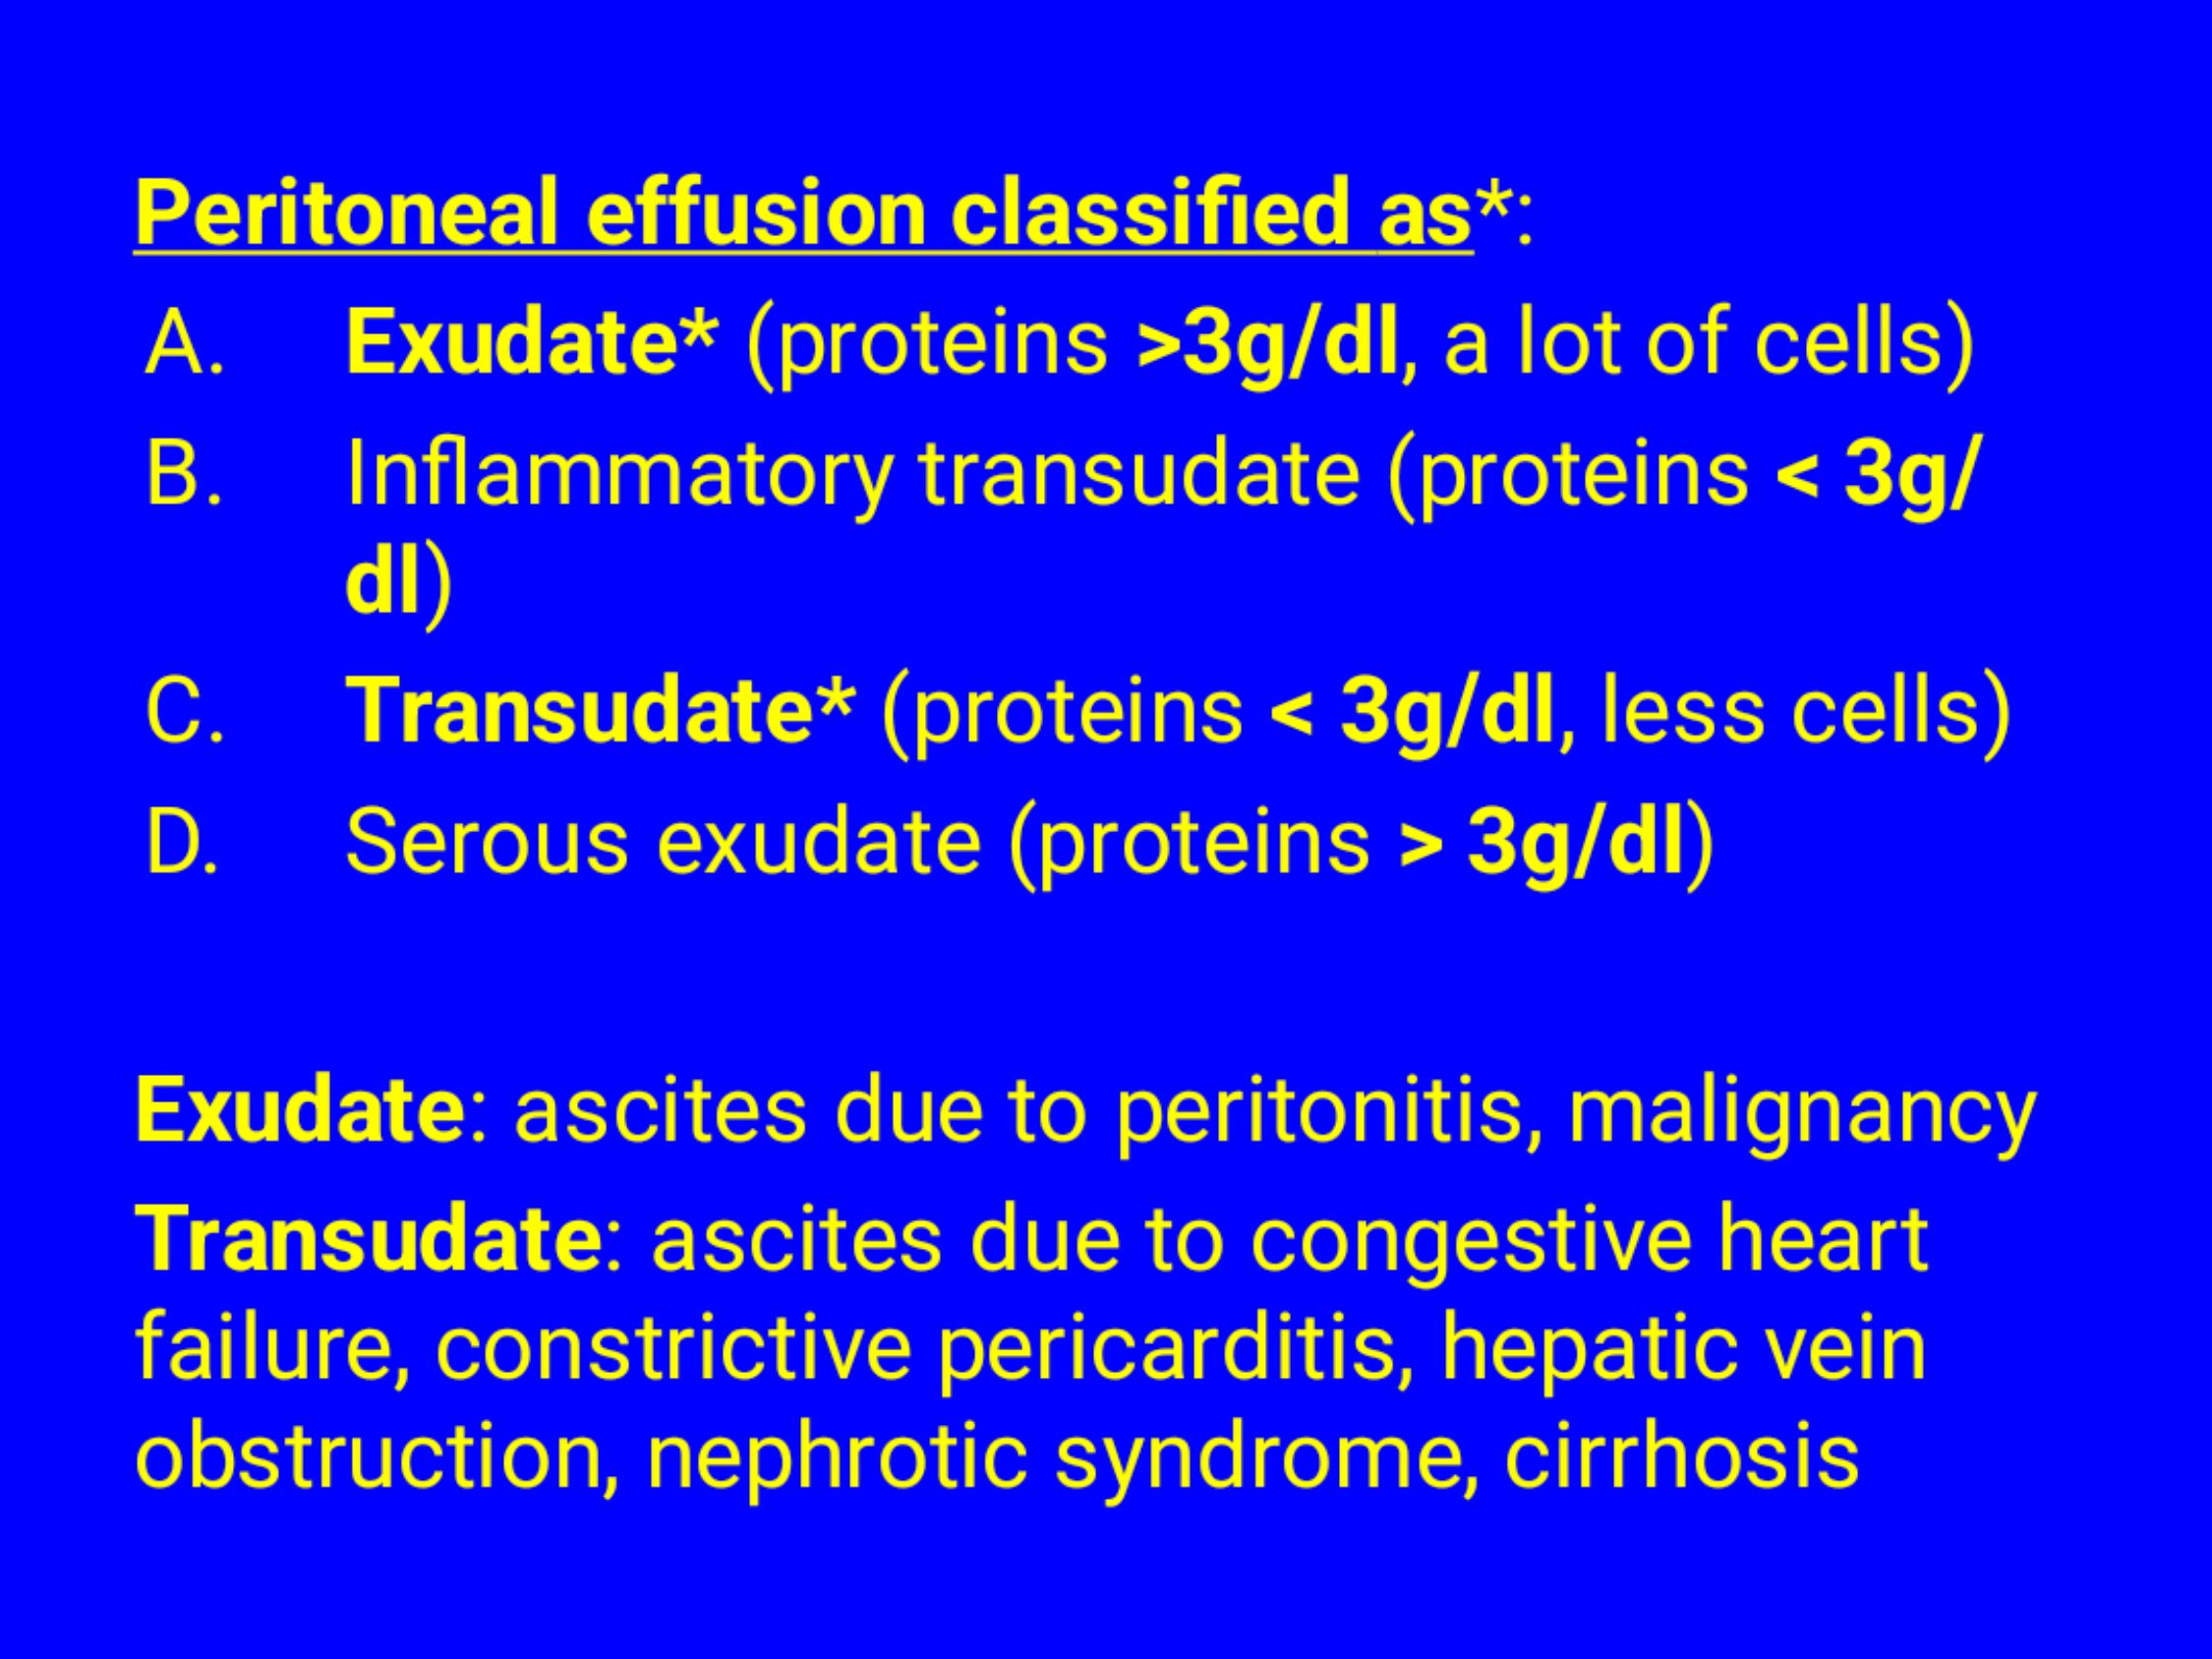 Peritoneal effusion classified as*:
A. Exudate* (proteins >3g/dl, a lot of cells)
B. Inflammatory transudate (proteins < 3g/
dl)
C. Transudate* (proteins < 3g/dl, less cells)
D. Serous exudate (proteins > 3g/dl)
Exudate: ascites due to peritonitis, malignancy
Transudate: ascites due to congestive heart
failure, constrictive pericarditis, hepatic vein
obstruction, nephrotic syndrome, cirrhosis